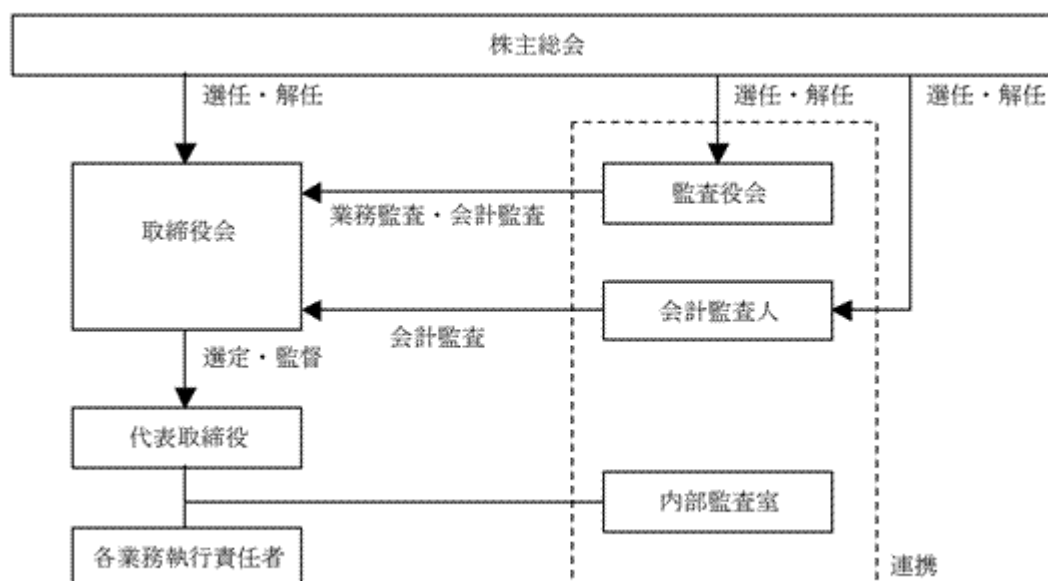 株主総会
選任・解任
選任・解任
選任・解任
取締役会
監査役会
業務監査・会計監査
会計監査人
会計監査
選定・監督
代表取締役
内部監査室
各業務執行責任者
連携